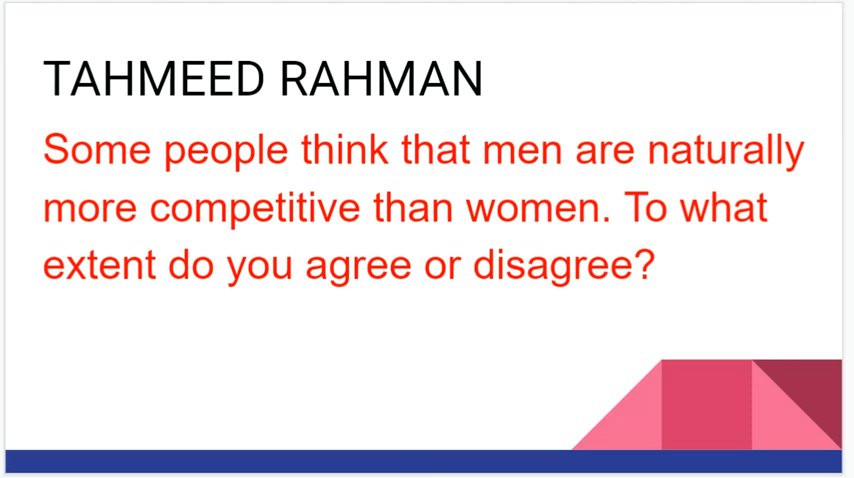 TAHMEED RAHMAN
Some people think that men are naturally
more competitive than women. To what
extent do you agree or disagree?